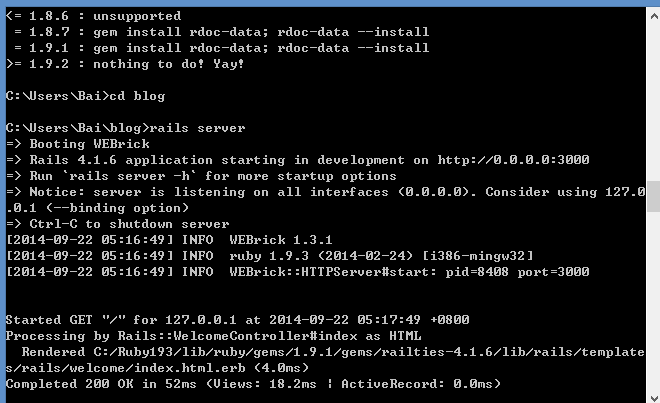 <= 1.8.6 : unsupported
= 1.8.7 : gem install rdoc-data; rdoc-data --install
= 1.9.1 : gem install rdoc-data; rdoc-data --install
>= 1.9.2 : nothing to do! Yay!
C:\Users\Bai>cd blog
C:\Users\Bai\blog>rails server
=> Booting WEBrick
=> Rails 4.1.6 application starting in development on http://0.0.0.0:3000
=> Run `rails server -h` for more startup options
=> Notice: server is listening on all interfaces (0.0.0.0). Consider using 127.0
.0.1 (--binding option)
=> Ctrl-C to shutdown server
[2014-09-22 05:16:49] INFO  WEBrick 1.3.1
[2014-09-22 05:16:49] INFO  ruby 1.9.3 (2014-02-24) [i386-mingw32]
[2014-09-22 05:16:49] INFO  WEBrick::HTTPServer#start: pid=8408 port=3000
Started GET "/" for 127.0.0.1 at 2014-09-22 05:17:49 +0800
Processing by Rails::WelcomeController#index as HTML
Rendered C:/Ruby193/lib/ruby/gems/1.9.1/gems/railties-4.1.6/lib/rails/template
s/rails/welcome/index.html.erb (4.0ms)
Completed 200 OK in 52ms (Views: 18.2ms | ActiveRecord: 0.0ms)